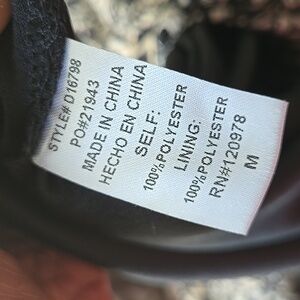 STYLE# D16798
PO#21943
MADE IN CHINA
HECHO EN CHINA
SELF:
100%POLYESTER
LINING:
100%POLYESTER
RN#120978
M